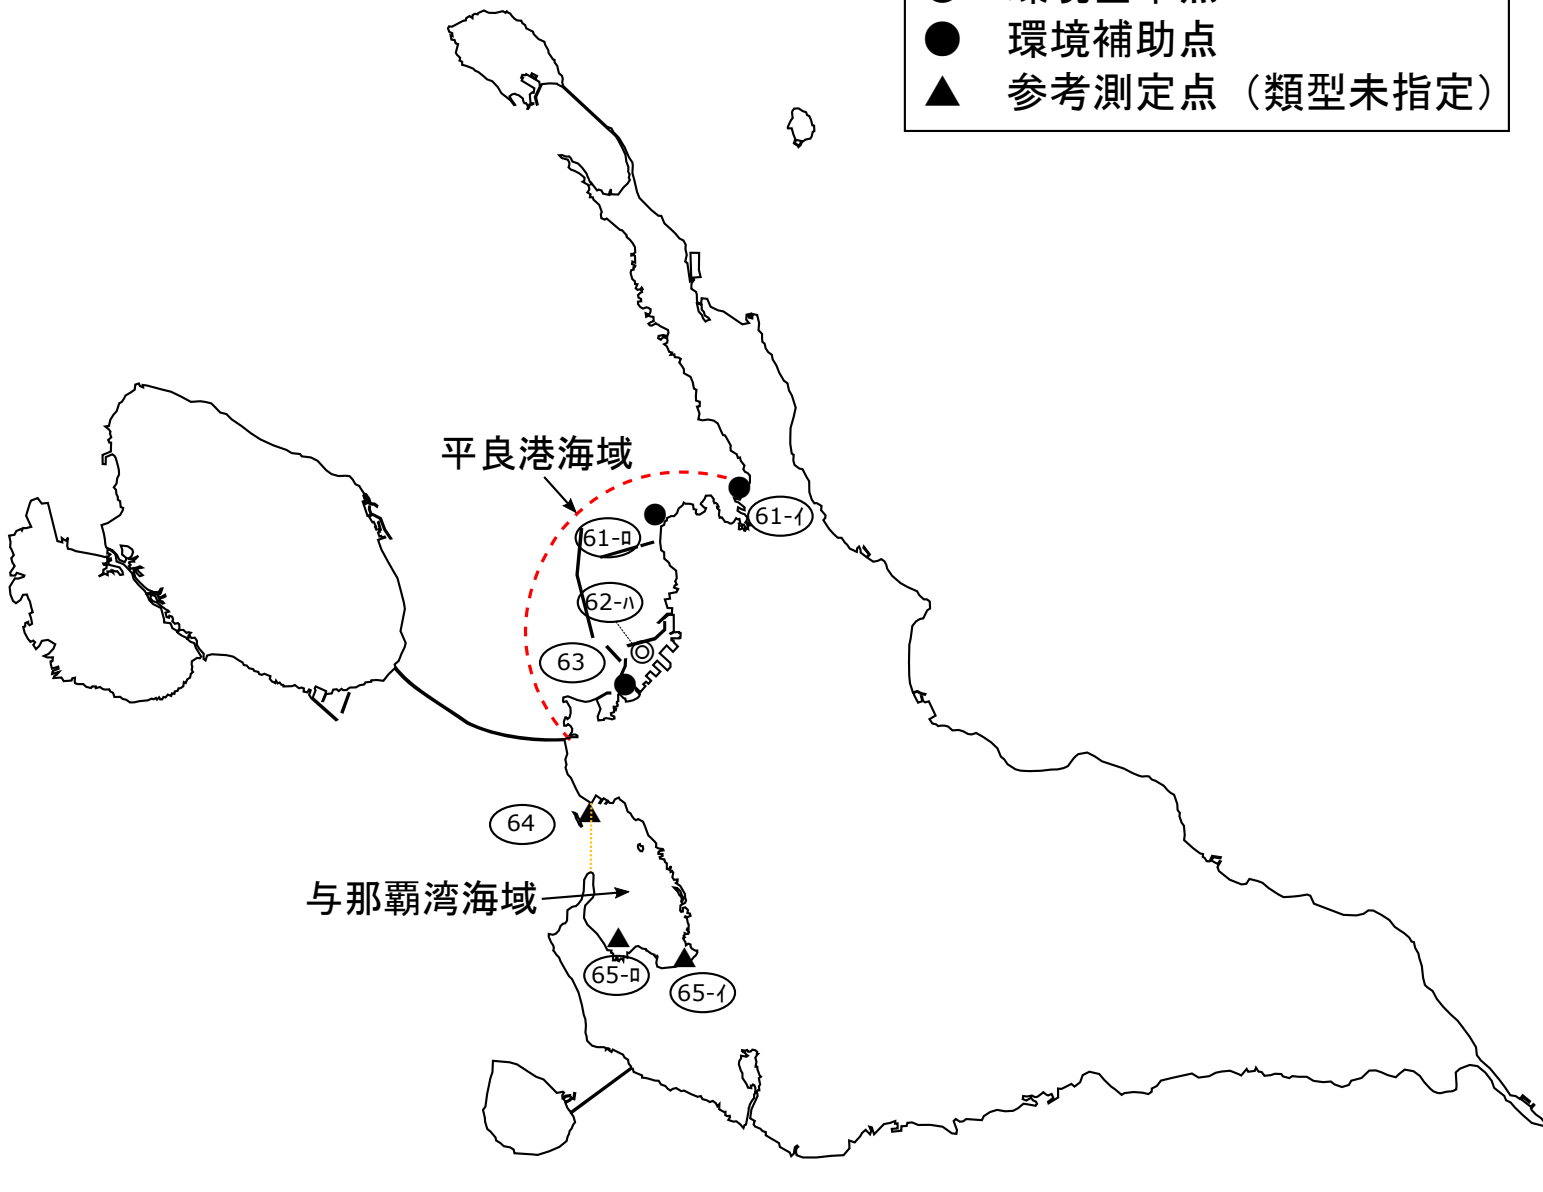 環境補助点
参考測定点（類型未指定）
平良港海域
61-ｲ
61-ﾛ
62-ﾊ
63
64
与那覇湾海域
65-ﾛ
65-ｲ